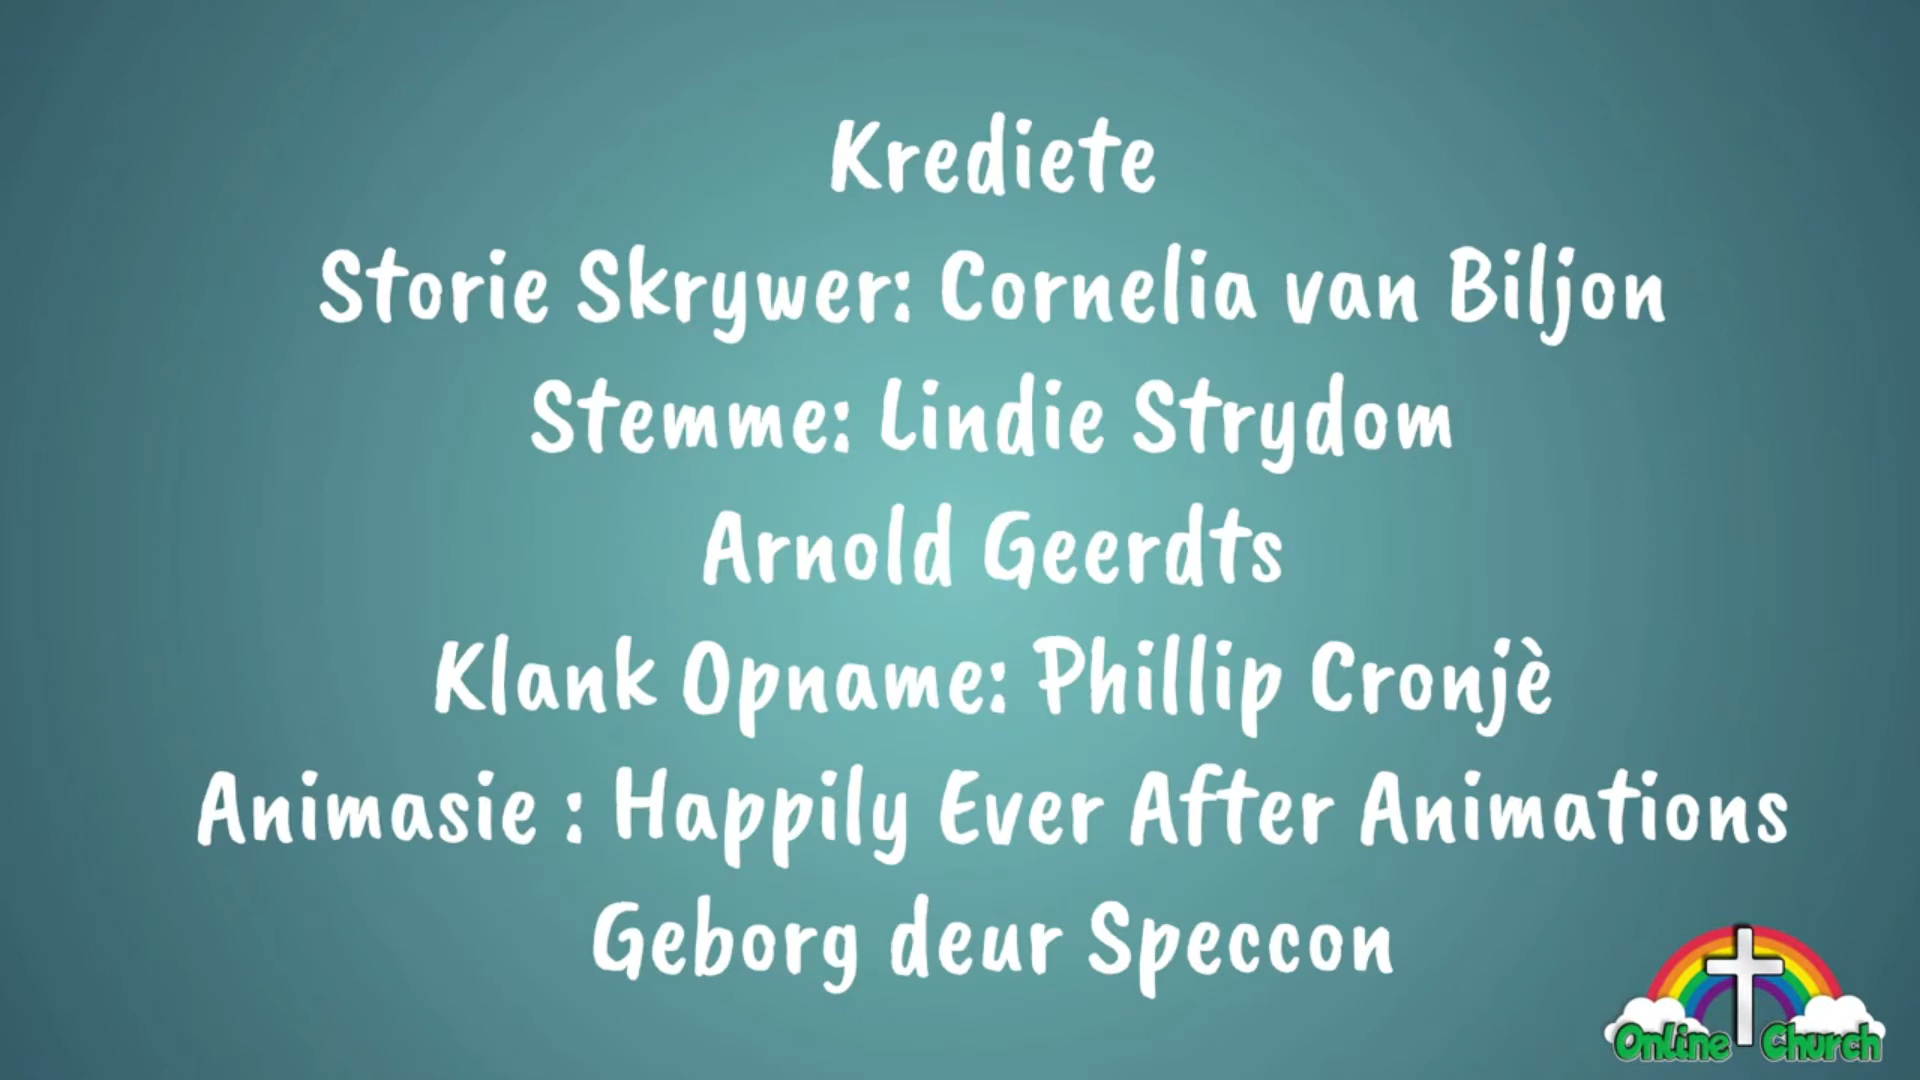 Krediete
Storie Skrywer: Cornelia van Biljon
Stemme: Lindie Strydom
Arnold Geerdts
Klank Opname: Phillip Cronjè
Animasie : Happily Ever After Animations
Geborg deur Speccon
Online Church